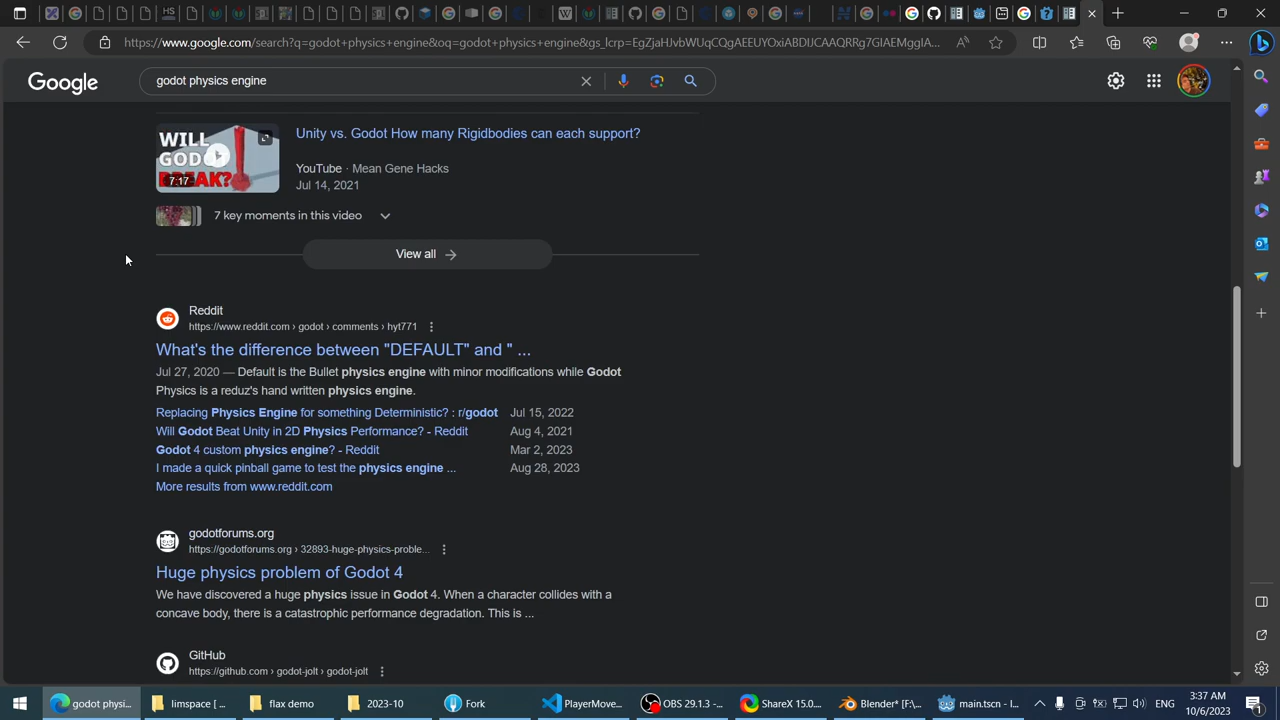 HS
W
https://www.google.com/search?q=godot+physics+engine&oq=godot+physics+engine&gs_lcrp=EgZjaHJvbWUqCQgAEEUYOxiABDIJCAAQRRg7GIAEMggIA...
Google
godot physics engine
WILL
GODOT
BREAK?
7:17
Unity vs. Godot How many Rigidbodies can each support?
YouTube · Mean Gene Hacks
Jul 14, 2021
7 key moments in this video
View all
Reddit
https://www.reddit.com › godot › comments › hyt771
What's the difference between "DEFAULT" and " ...
Jul 27, 2020 — Default is the Bullet physics engine with minor modifications while Godot
Physics is a reduz's hand written physics engine.
Replacing Physics Engine for something Deterministic? : r/godot Jul 15, 2022
Will Godot Beat Unity in 2D Physics Performance? - Reddit Aug 4, 2021
Godot 4 custom physics engine? - Reddit Mar 2, 2023
I made a quick pinball game to test the physics engine ... Aug 28, 2023
More results from www.reddit.com
godotforums.org
https://godotforums.org › 32893-huge-physics-proble...
Huge physics problem of Godot 4
We have discovered a huge physics issue in Godot 4. When a character collides with a
concave body, there is a catastrophic performance degradation. This is ...
GitHub
https://github.com › godot-jolt › godot-jolt
godot physi...
limspace [ ...
flax demo
2023-10
Fork
PlayerMove...
OBS 29.1.3 -...
ShareX 15.0...
Blender* [F:\...
main.tscn - l...
ENG
3:37 AM
10/6/2023
1